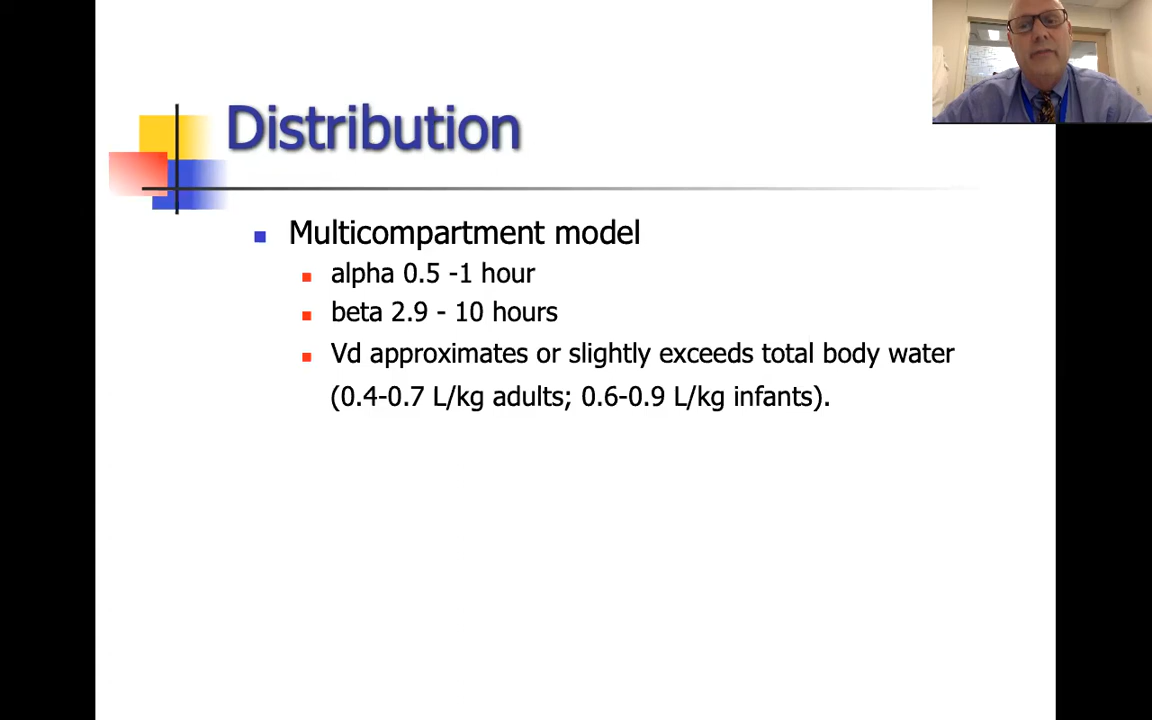 Distribution
Multicompartment model
alpha 0.5 -1 hour
beta 2.9 - 10 hours
Vd approximates or slightly exceeds total body water
(0.4-0.7 L/kg adults; 0.6-0.9 L/kg infants).